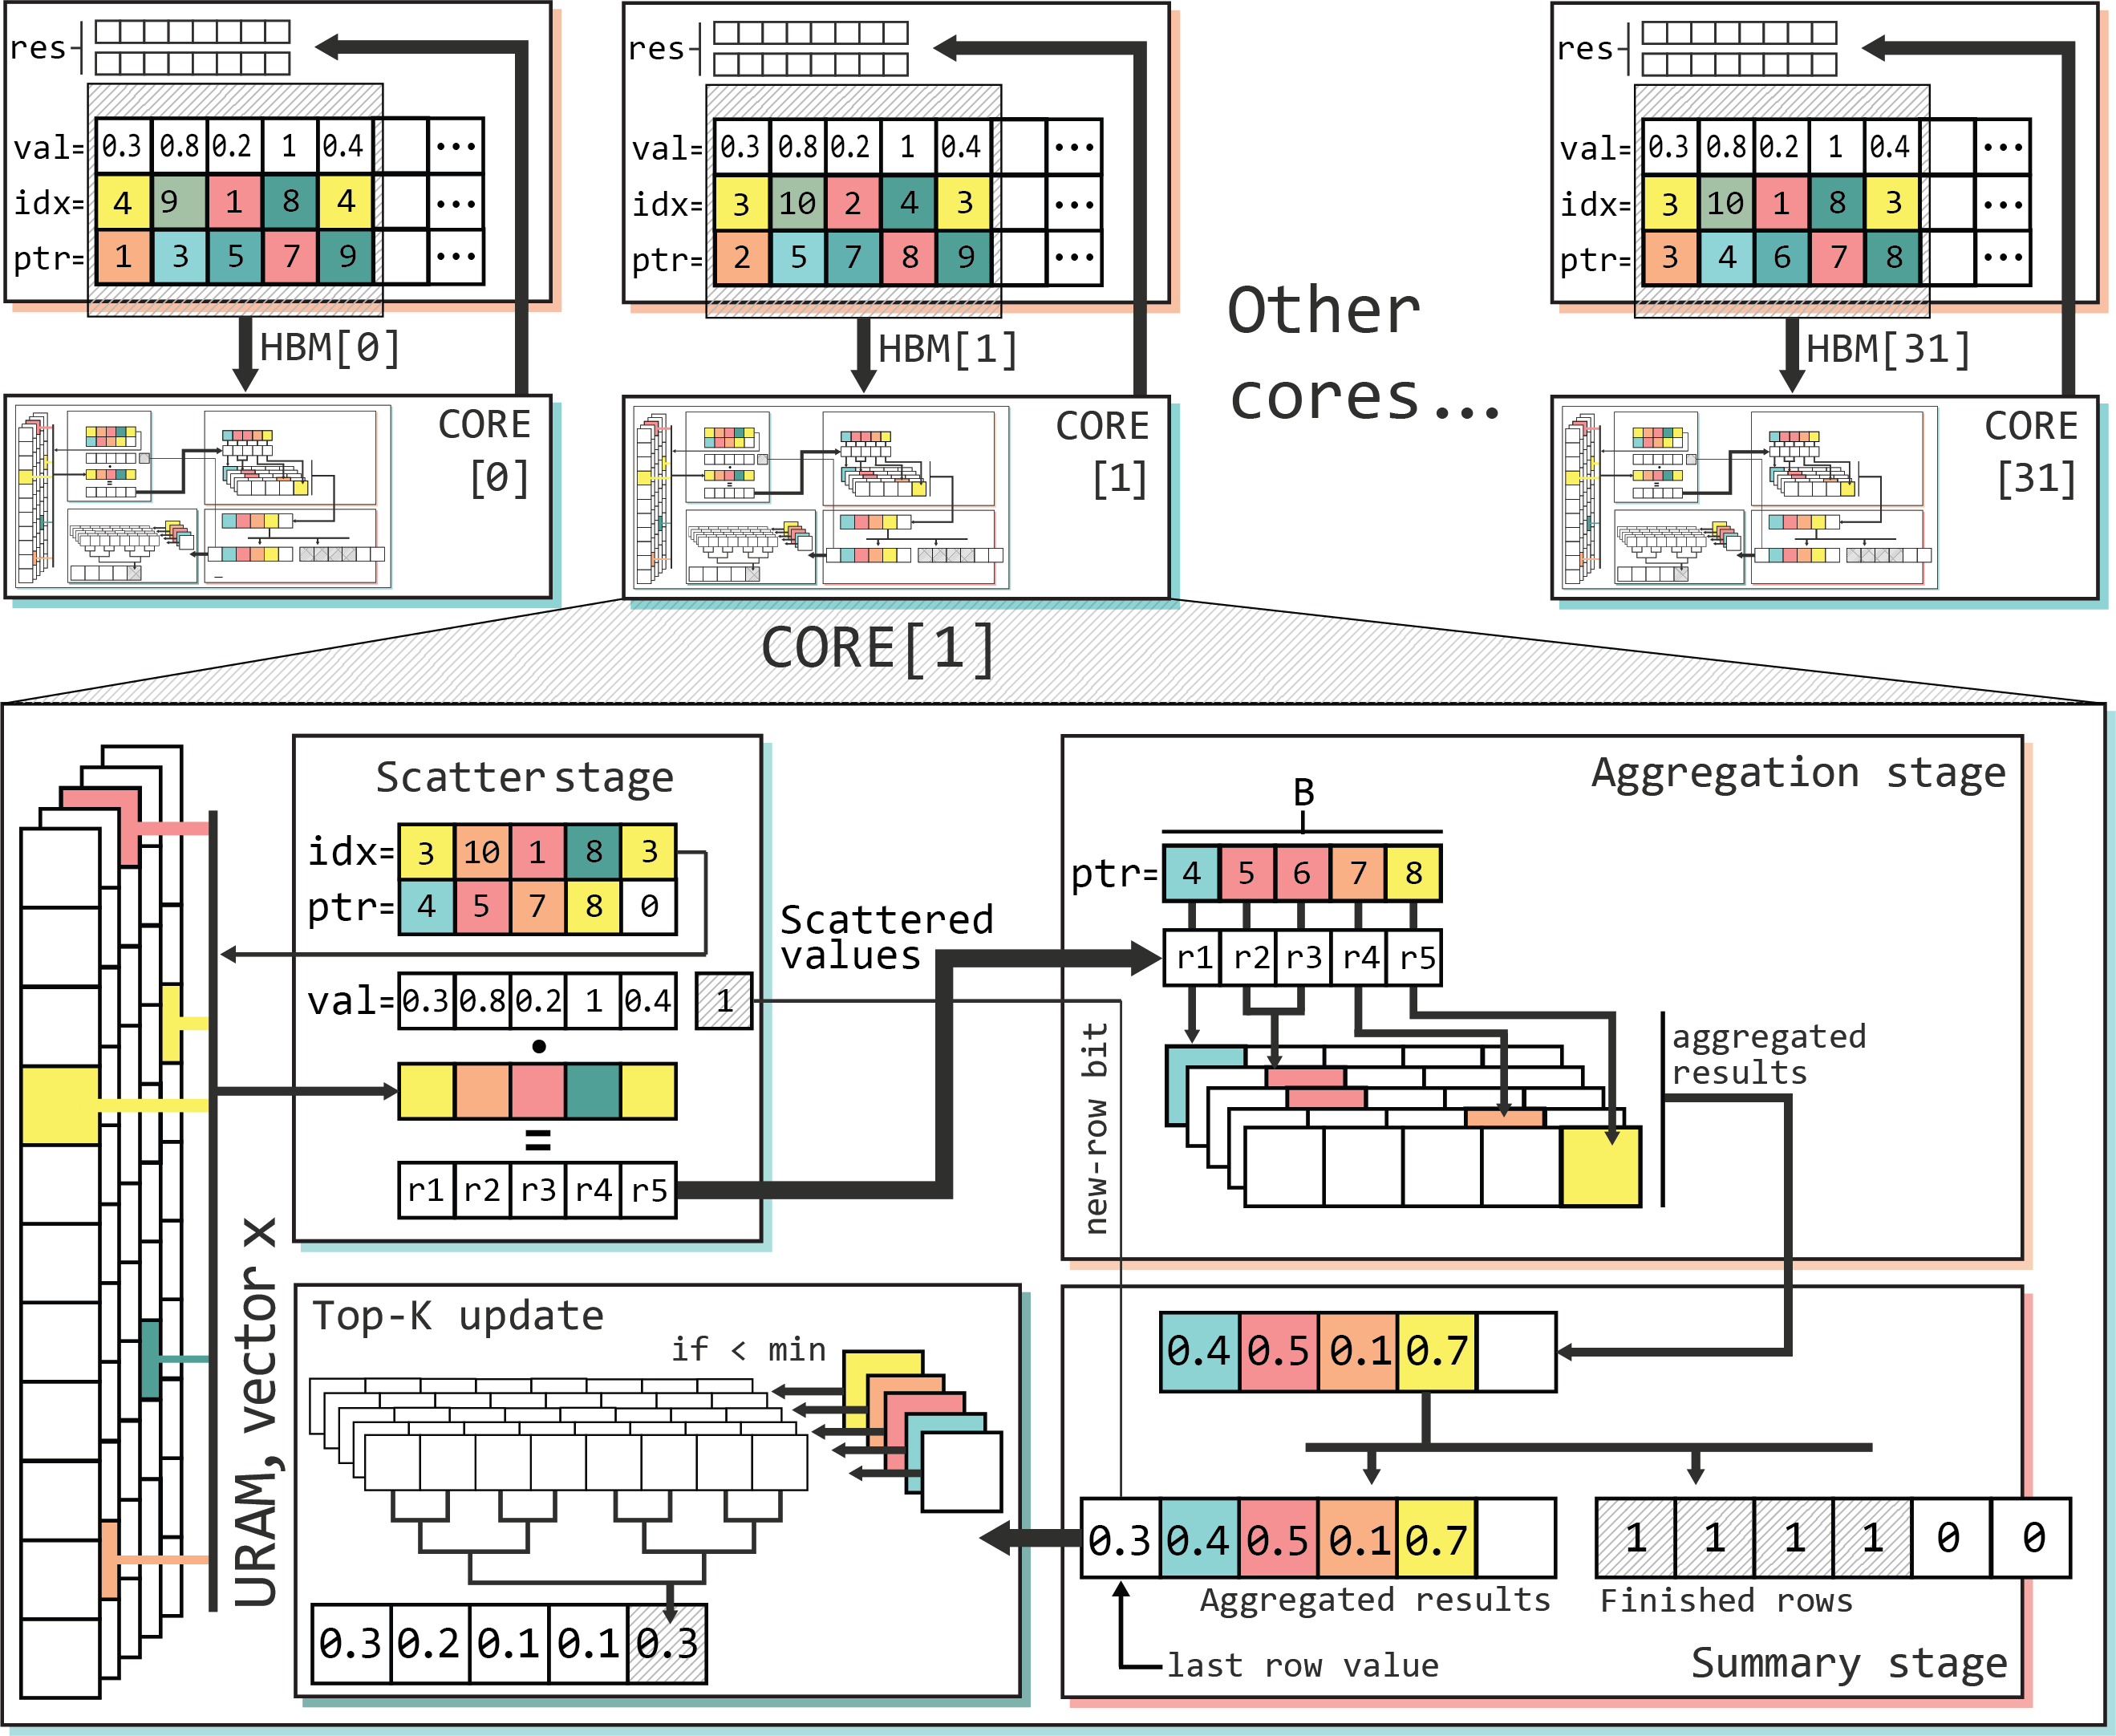 res
val= 0.3 0.8 0.2 1 0.4 ...
idx= 4 9 1 8 4 ...
ptr= 1 3 5 7 9 ...
HBM[0]
CORE
[0]
res
val= 0.3 0.8 0.2 1 0.4 ...
idx= 3 10 2 4 3 ...
ptr= 2 5 7 8 9 ...
HBM[1]
CORE
[1]
Other
cores...
res
val= 0.3 0.8 0.2 1 0.4 ...
idx= 3 10 1 8 3 ...
ptr= 3 4 6 7 8 ...
HBM[31]
CORE
[31]
CORE[1]
URAM, vector x
Scatter stage
idx= 3 10 1 8 3
ptr= 4 5 7 8 0
val= 0.3 0.8 0.2 1 0.4 1
•
=
r1 r2 r3 r4 r5
Scattered
values
new-row bit
Aggregation stage
B
ptr= 4 5 6 7 8
r1 r2 r3 r4 r5
aggregated
results
Top-K update
if < min
0.3 0.2 0.1 0.1 0.3
0.4 0.5 0.1 0.7
0.3 0.4 0.5 0.1 0.7
Aggregated results
last row value
1 1 1 1 0 0
Finished rows
Summary stage